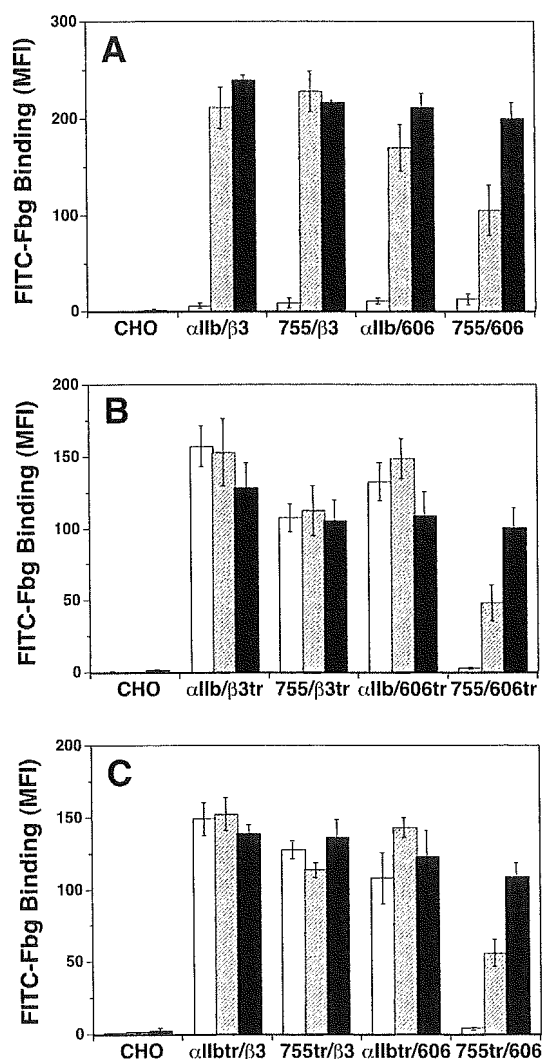 A
FITC-Fbg Binding (MFI)
300
200
100
0
CHO αIIb/β3 755/β3 αIIb/606 755/606
B
FITC-Fbg Binding (MFI)
200
150
100
50
0
CHO αIIb/β3tr 755/β3tr αIIb/606tr 755/606tr
C
FITC-Fbg Binding (MFI)
200
150
100
50
0
CHO αIIbtr/β3 755tr/β3 αIIbtr/606 755tr/606